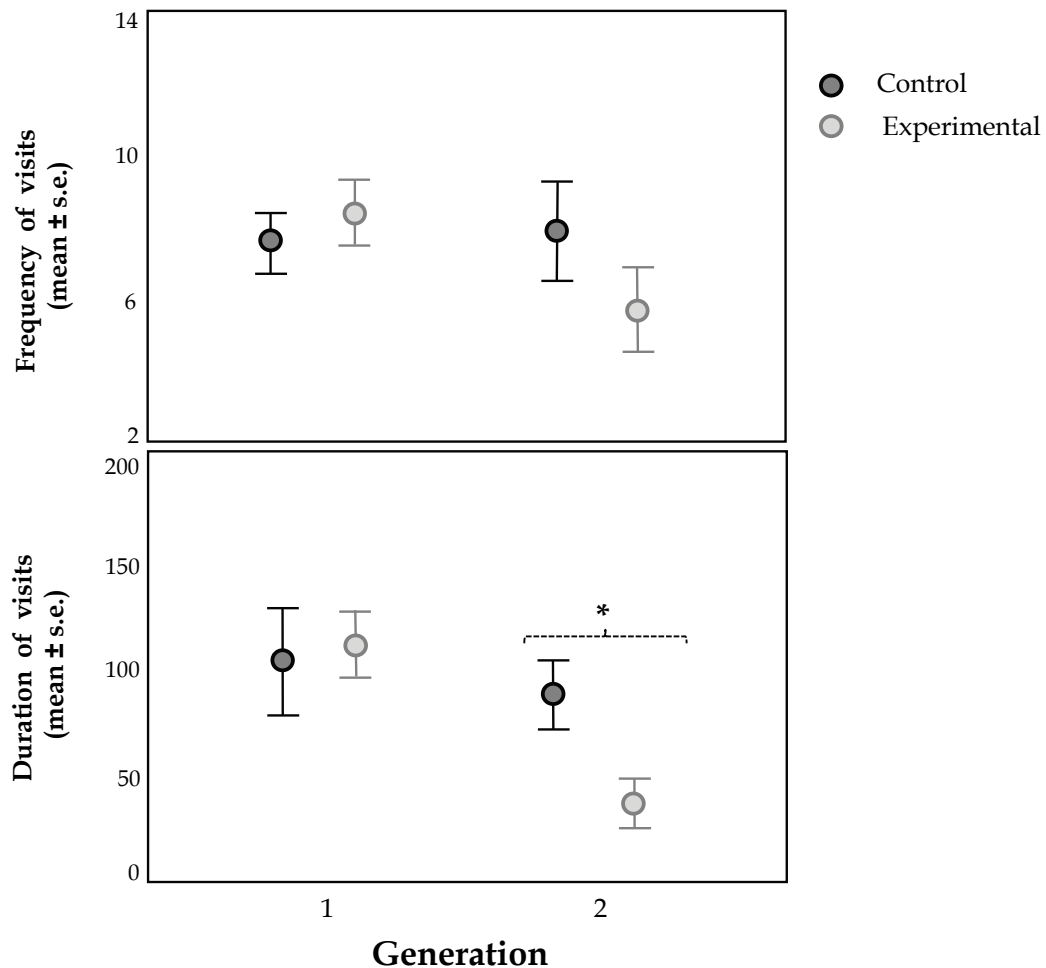 14
10
6
2
Frequency of visits
(mean ± s.e.)
Control
Experimental
200
150
100
50
0
Duration of visits
(mean ± s.e.)
*
1 2
Generation